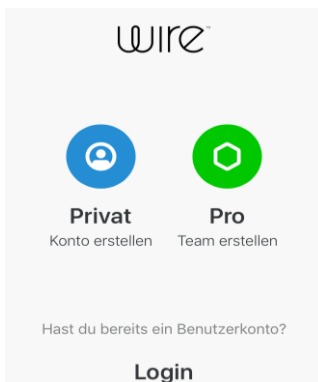 wire
Privat Pro
Konto erstellen Team erstellen
Hast du bereits ein Benutzerkonto?
Login